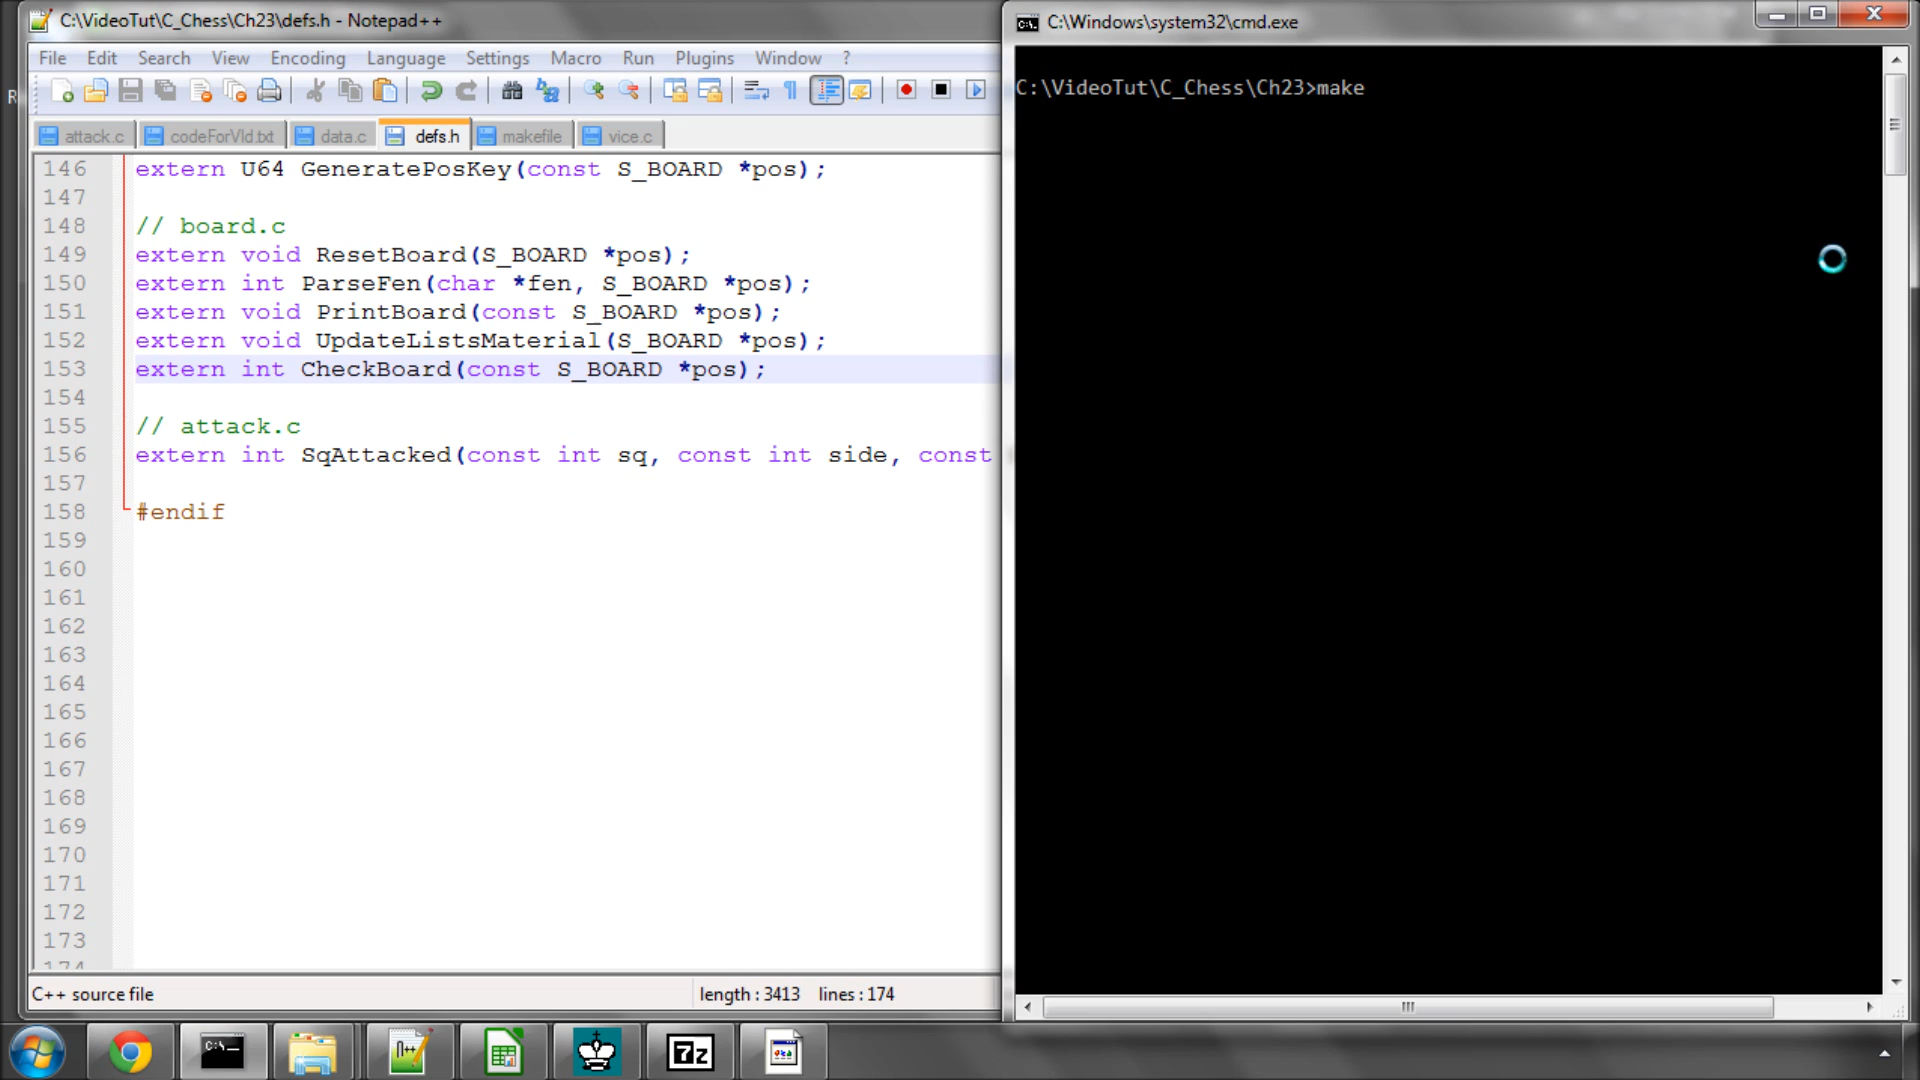 C:\VideoTut\C_Chess\Ch23\defs.h - Notepad++
File Edit Search View Encoding Language Settings Macro Run Plugins Window ?
attack.c codeForVId.txt data.c defs.h makefile vice.c
146 extern U64 GeneratePosKey(const S_BOARD *pos);
147
148 // board.c
149 extern void ResetBoard(S_BOARD *pos);
150 extern int ParseFen(char *fen, S_BOARD *pos);
151 extern void PrintBoard(const S_BOARD *pos);
152 extern void UpdateListsMaterial(S_BOARD *pos);
153 extern int CheckBoard(const S_BOARD *pos);
154
155 // attack.c
156 extern int SqAttacked(const int sq, const int side, const
157
158 #endif
159
160
161
162
163
164
165
166
167
168
169
170
171
172
173
174
C++ source file length : 3413 lines : 174
C:\Windows\system32\cmd.exe
C:\VideoTut\C_Chess\Ch23>make
7z